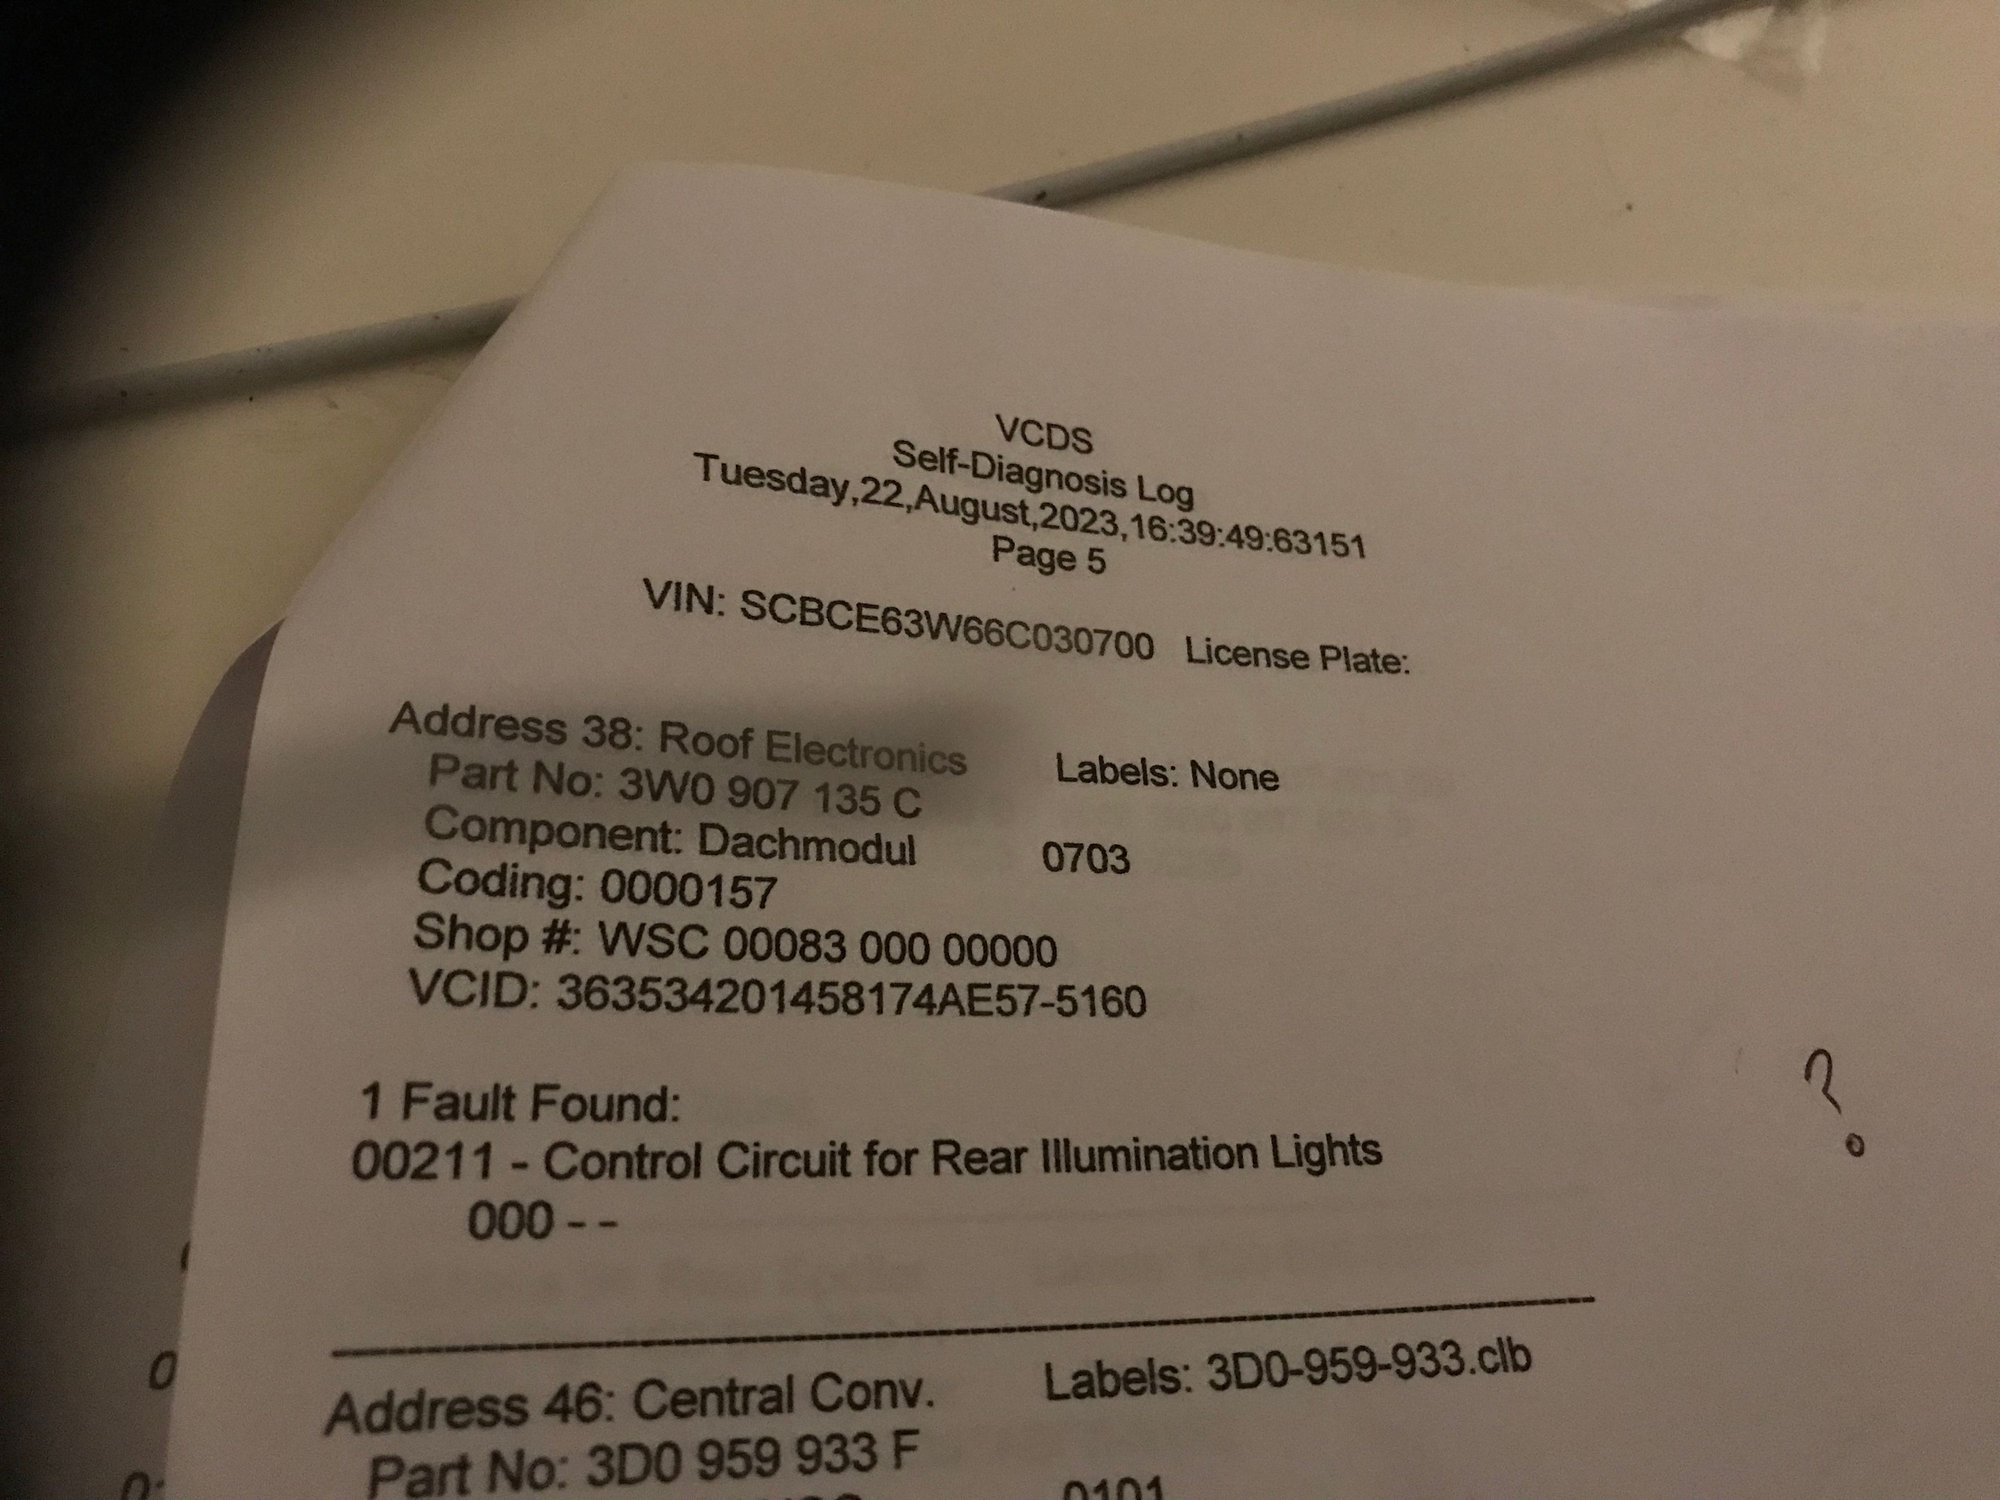 VCDS
Self-Diagnosis Log
Tuesday,22,August,2023,16:39:49:63151
Page 5
VIN: SCBCE63W66C030700 License Plate:
Address 38: Roof Electronics Labels: None
Part No: 3W0 907 135 C
Component: Dachmodul 0703
Coding: 0000157
Shop #: WSC 00083 000 00000
VCID: 363534201458174AE57-5160
?
1 Fault Found:
00211 - Control Circuit for Rear Illumination Lights
000 - -
Address 46: Central Conv. Labels: 3D0-959-933.clb
Part No: 3D0 959 933 F
0101